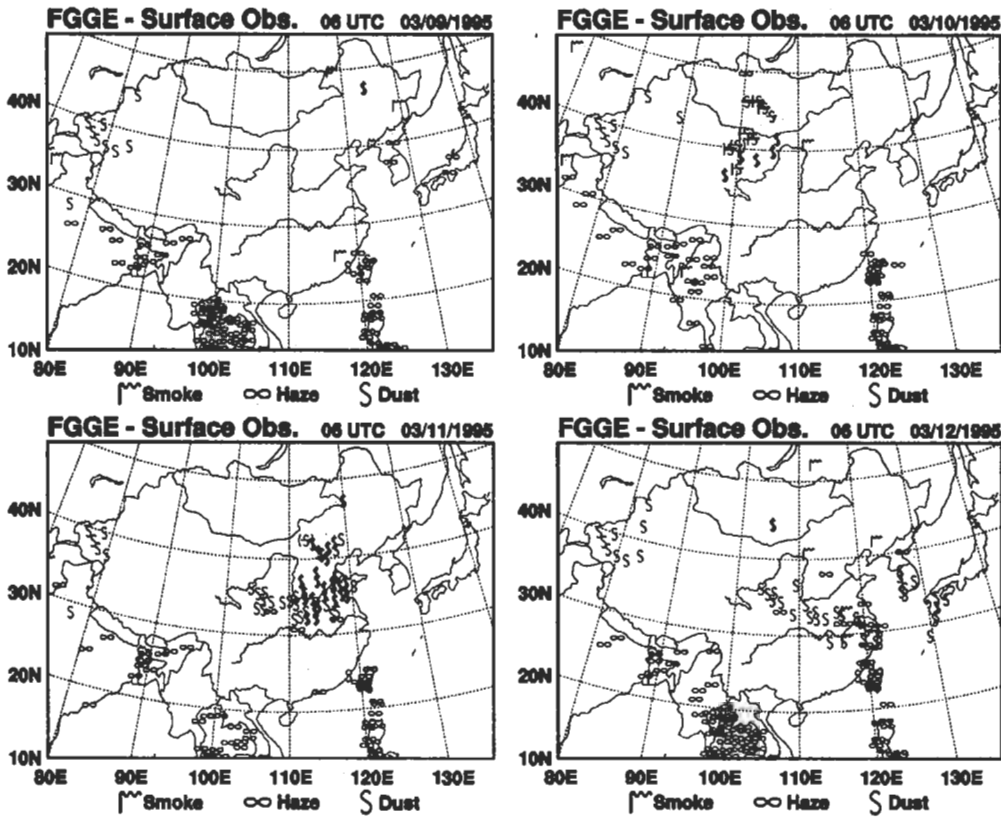 FGGE - Surface Obs. 06 UTC 03/09/1995
40N
30N
20N
10N
80E 90E 100E 110E 120E 130E
Smoke ∞ Haze S Dust
FGGE - Surface Obs. 06 UTC 03/10/1995
40N
30N
20N
10N
80E 90E 100E 110E 120E 130E
Smoke ∞ Haze S Dust
FGGE - Surface Obs. 06 UTC 03/11/1995
40N
30N
20N
10N
80E 90E 100E 110E 120E 130E
Smoke ∞ Haze S Dust
FGGE - Surface Obs. 06 UTC 03/12/1995
40N
30N
20N
10N
80E 90E 100E 110E 120E 130E
Smoke ∞ Haze S Dust